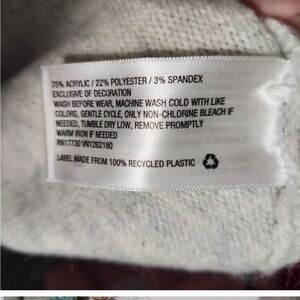 75% ACRYLIC / 22% POLYESTER / 3% SPANDEX
EXCLUSIVE OF DECORATION
WASH BEFORE WEAR, MACHINE WASH COLD WITH LIKE
COLORS, GENTLE CYCLE, ONLY NON-CHLORINE BLEACH IF
NEEDED, TUMBLE DRY LOW, REMOVE PROMPTLY
WARM IRON IF NEEDED
RN17730 VN1262180
LABEL MADE FROM 100% RECYCLED PLASTIC